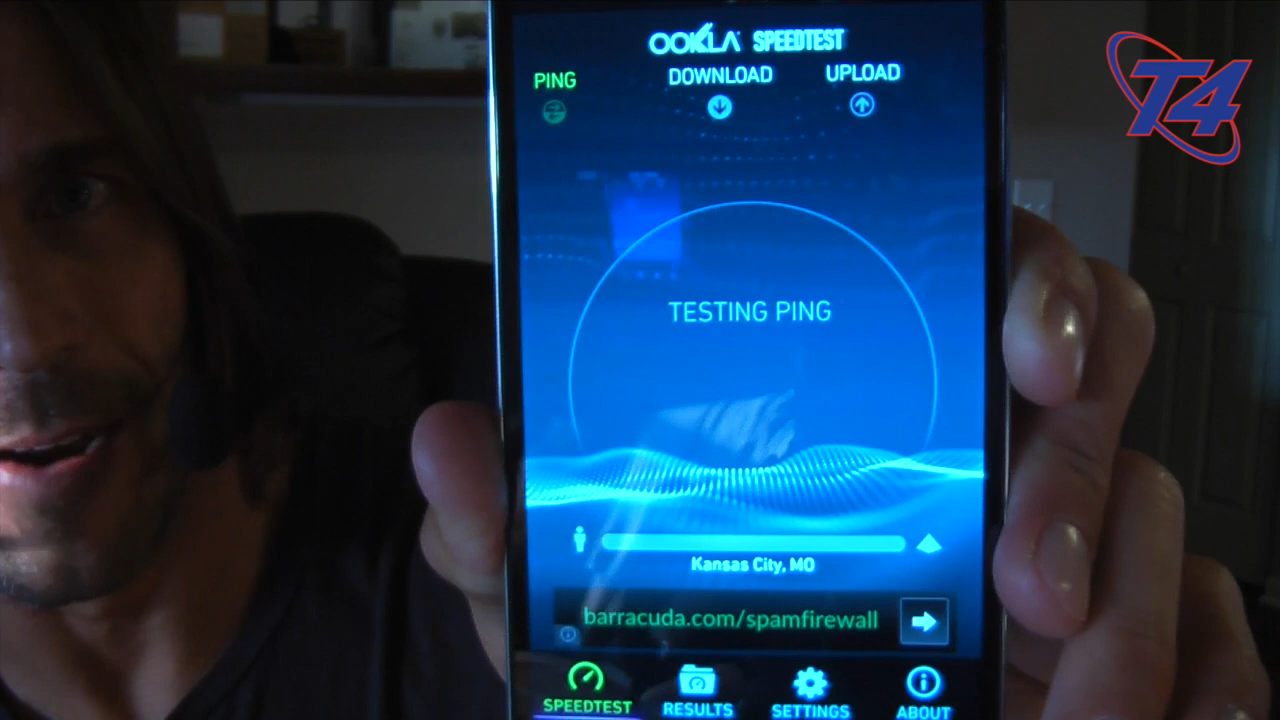 OOKLA SPEEDTEST
T4
PING
DOWNLOAD
UPLOAD
TESTING PING
Kansas City, MO
barracuda.com/spamfirewall
SPEEDTEST
RESULTS
SETTINGS
ABOUT